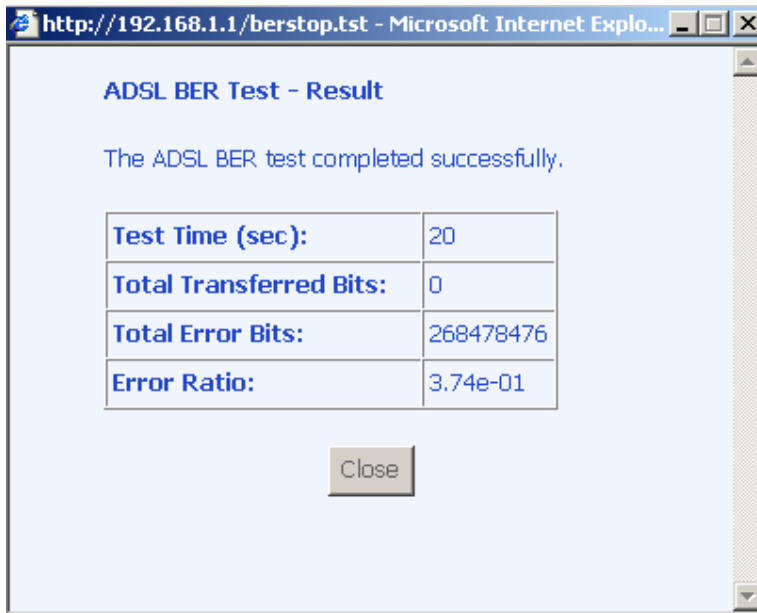 http://192.168.1.1/berstop.tst - Microsoft Internet Explo...
ADSL BER Test - Result
The ADSL BER test completed successfully.
Test Time (sec): 20
Total Transferred Bits: 0
Total Error Bits: 268478476
Error Ratio: 3.74e-01
Close